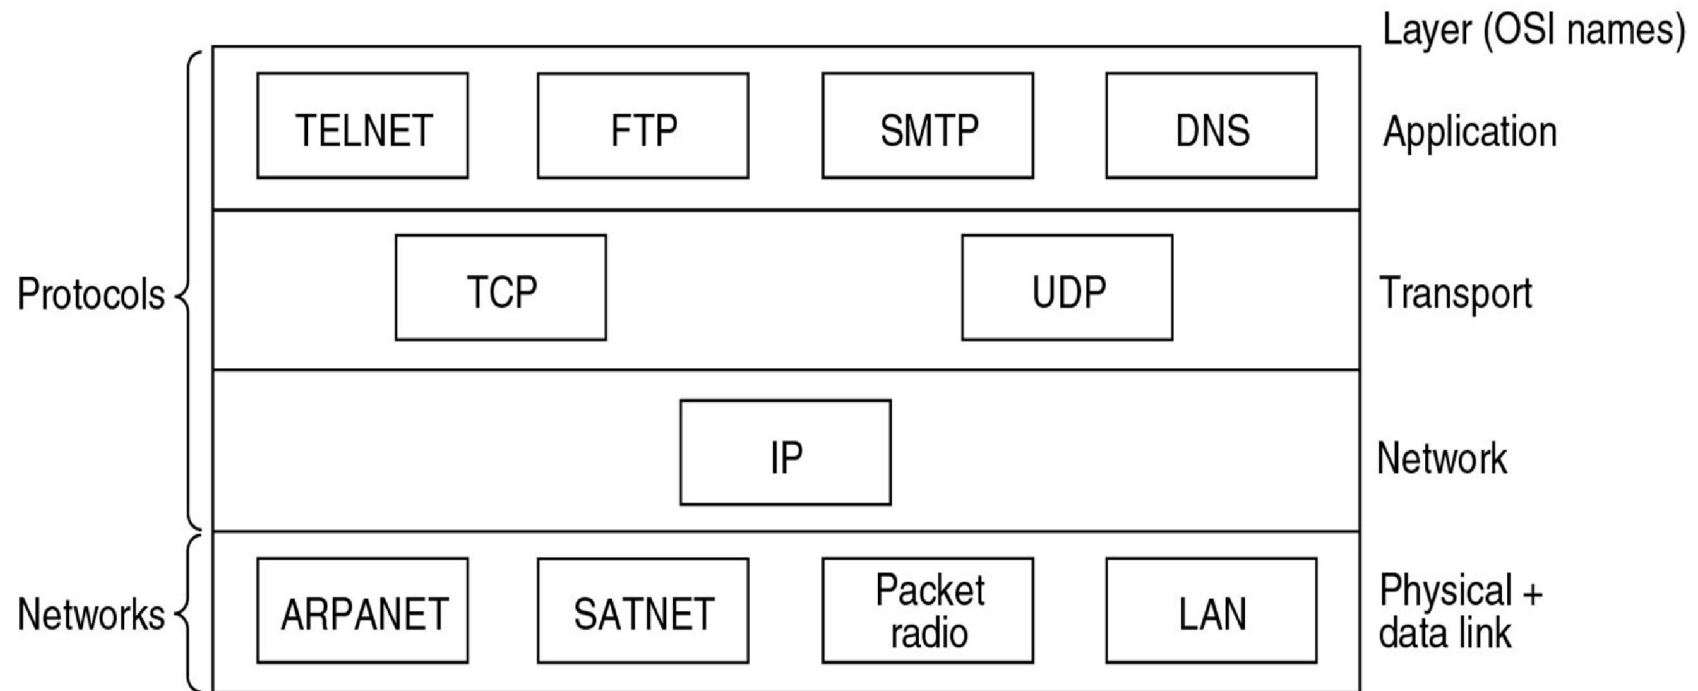 Layer (OSI names)
TELNET
FTP
SMTP
DNS
Application
Protocols
TCP
UDP
Transport
IP
Network
Networks
ARPANET
SATNET
Packet
radio
LAN
Physical +
data link